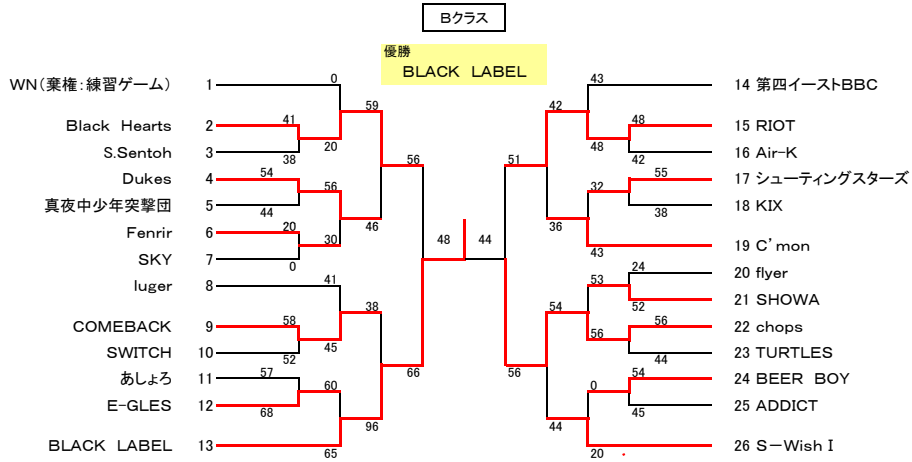 Bクラス
優勝
BLACK LABEL
WN(棄権:練習ゲーム) 1
Black Hearts 2
S.Sentoh 3
Dukes 4
真夜中少年突撃団 5
Fenrir 6
SKY 7
luger 8
COMEBACK 9
SWITCH 10
あしょろ 11
E-GLES 12
BLACK LABEL 13
0
41
38
20
59
54
44
56
20
0
30
46
56
41
58
52
45
38
57
68
60
65
96
66
48
44
43
42
48
42
48
51
55
38
32
43
36
24
52
53
56
44
56
54
54
45
0
20
44
56
14 第四イーストBBC
15 RIOT
16 Air-K
17 シューティングスターズ
18 KIX
19 C'mon
20 flyer
21 SHOWA
22 chops
23 TURTLES
24 BEER BOY
25 ADDICT
26 S-Wish I